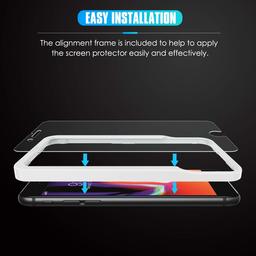 EASY INSTALLATION
The alignment frame is included to help to apply
the screen protector easily and effectively.